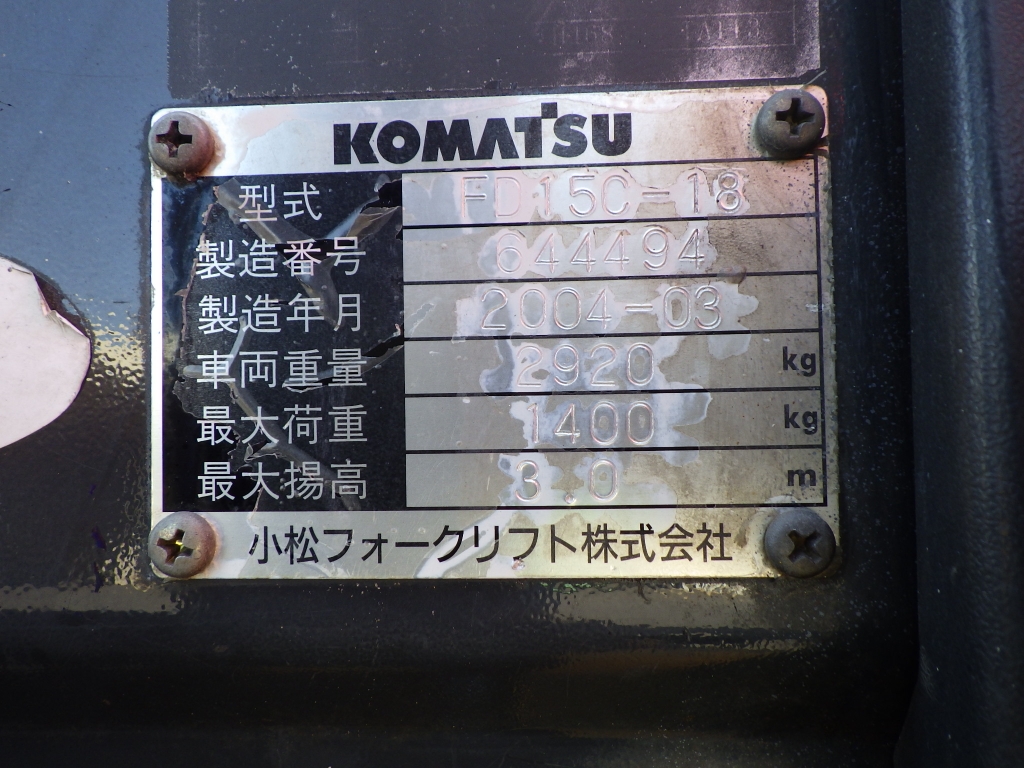 KOMATSU
型式 FD15C-18
製造番号 644494
製造年月 2004-03
車両重量 2920 kg
最大荷重 1400 kg
最大揚高 3.0 m
小松フォークリフト株式会社